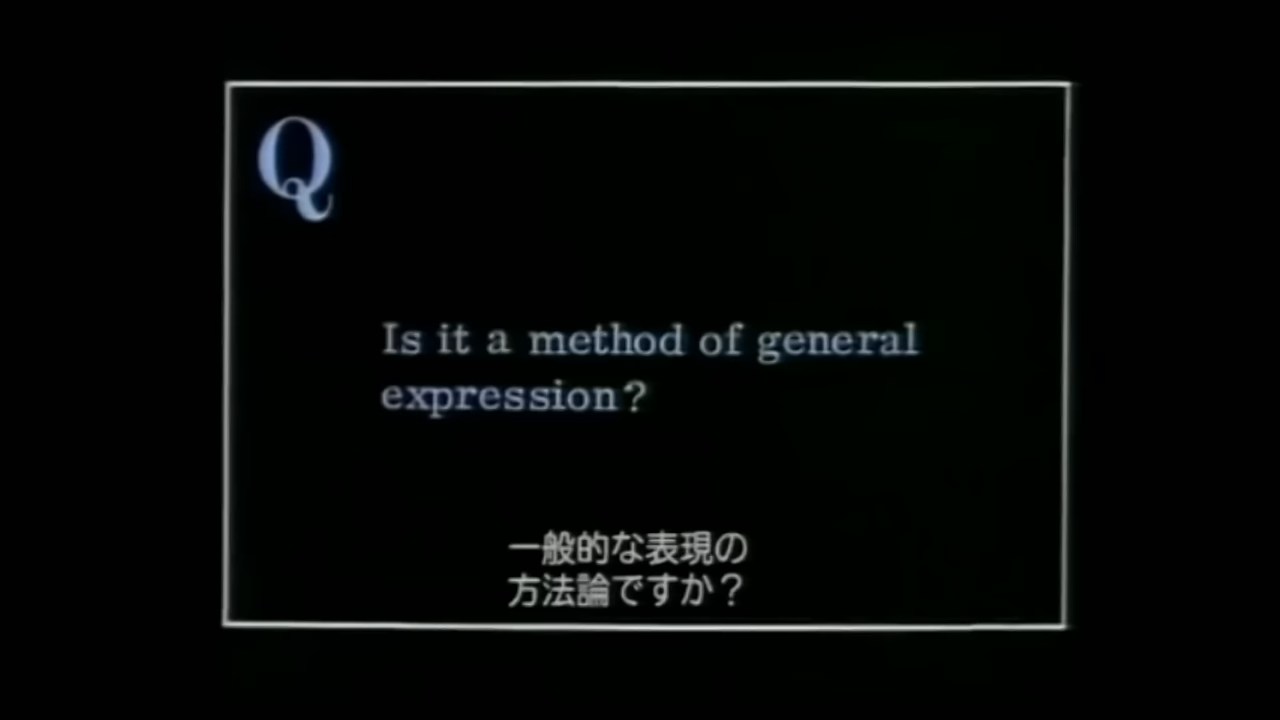 Q
Is it a method of general
expression?
一般的な表現の
方法論ですか？